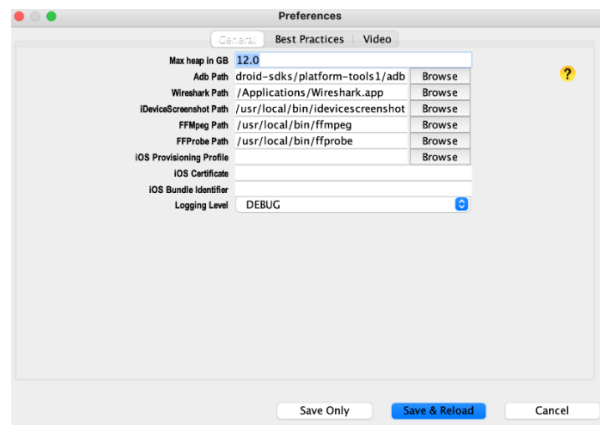 Preferences
General Best Practices Video
Max heap in GB 12.0
Adb Path droid-sdks/platform-tools1/adb Browse
?
Wireshark Path /Applications/Wireshark.app Browse
iDeviceScreenshot Path /usr/local/bin/idevicescreenshot Browse
FFMpeg Path /usr/local/bin/ffmpeg Browse
FFProbe Path /usr/local/bin/ffprobe Browse
iOS Provisioning Profile Browse
iOS Certificate
iOS Bundle Identifier
Logging Level DEBUG
Save Only Save & Reload Cancel